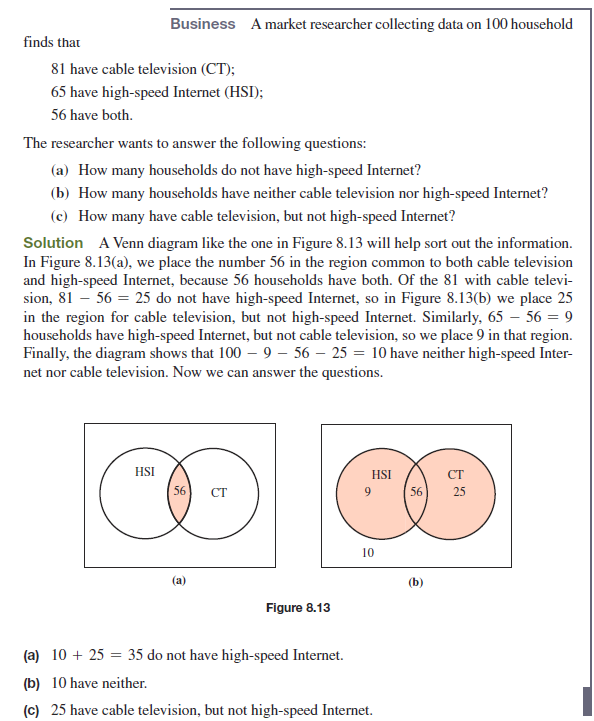 Business A market researcher collecting data on 100 household
finds that
81 have cable television (CT);
65 have high-speed Internet (HSI);
56 have both.
The researcher wants to answer the following questions:
(a) How many households do not have high-speed Internet?
(b) How many households have neither cable television nor high-speed Internet?
(c) How many have cable television, but not high-speed Internet?
Solution A Venn diagram like the one in Figure 8.13 will help sort out the information.
In Figure 8.13(a), we place the number 56 in the region common to both cable television
and high-speed Internet, because 56 households have both. Of the 81 with cable televi-
sion, 81 − 56 = 25 do not have high-speed Internet, so in Figure 8.13(b) we place 25
in the region for cable television, but not high-speed Internet. Similarly, 65 − 56 = 9
households have high-speed Internet, but not cable television, so we place 9 in that region.
Finally, the diagram shows that 100 − 9 − 56 − 25 = 10 have neither high-speed Inter-
net nor cable television. Now we can answer the questions.
HSI
56 CT
(a)
HSI CT
9 56 25
10
(b)
Figure 8.13
(a) 10 + 25 = 35 do not have high-speed Internet.
(b) 10 have neither.
(c) 25 have cable television, but not high-speed Internet.